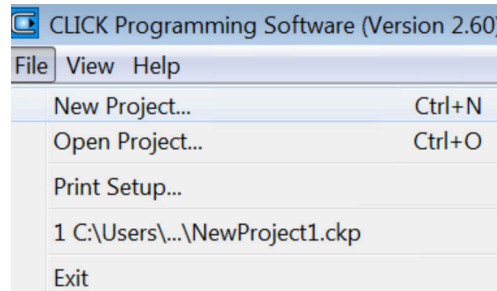 CLICK Programming Software (Version 2.60)
File View Help
New Project... Ctrl+N
Open Project... Ctrl+O
Print Setup...
1 C:\Users\...\NewProject1.ckp
Exit